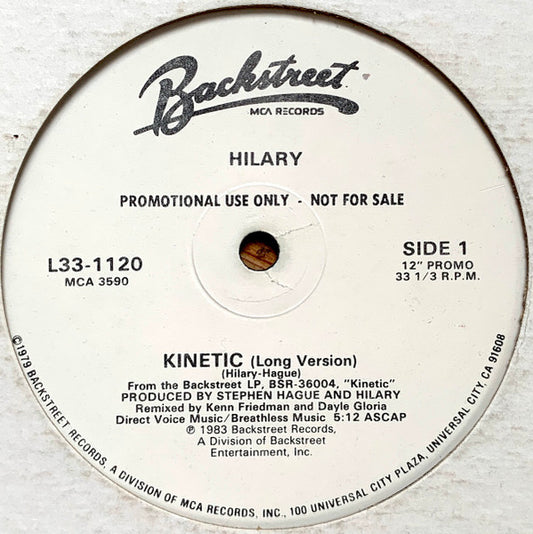 Backstreet
MCA RECORDS
HILARY
PROMOTIONAL USE ONLY - NOT FOR SALE
L33-1120
MCA 3590
SIDE 1
12" PROMO
33 1/3 R.P.M.
KINETIC (Long Version)
(Hilary-Hague)
From the Backstreet LP, BSR-36004, "Kinetic"
PRODUCED BY STEPHEN HAGUE AND HILARY
Remixed by Kenn Friedman and Dayle Gloria
Direct Voice Music/Breathless Music 5:12 ASCAP
℗ 1983 Backstreet Records,
A Division of Backstreet
Entertainment, Inc.
©1979 BACKSTREET RECORDS, A DIVISION OF MCA RECORDS, INC., 100 UNIVERSAL CITY PLAZA, UNIVERSAL CITY, CA 91608